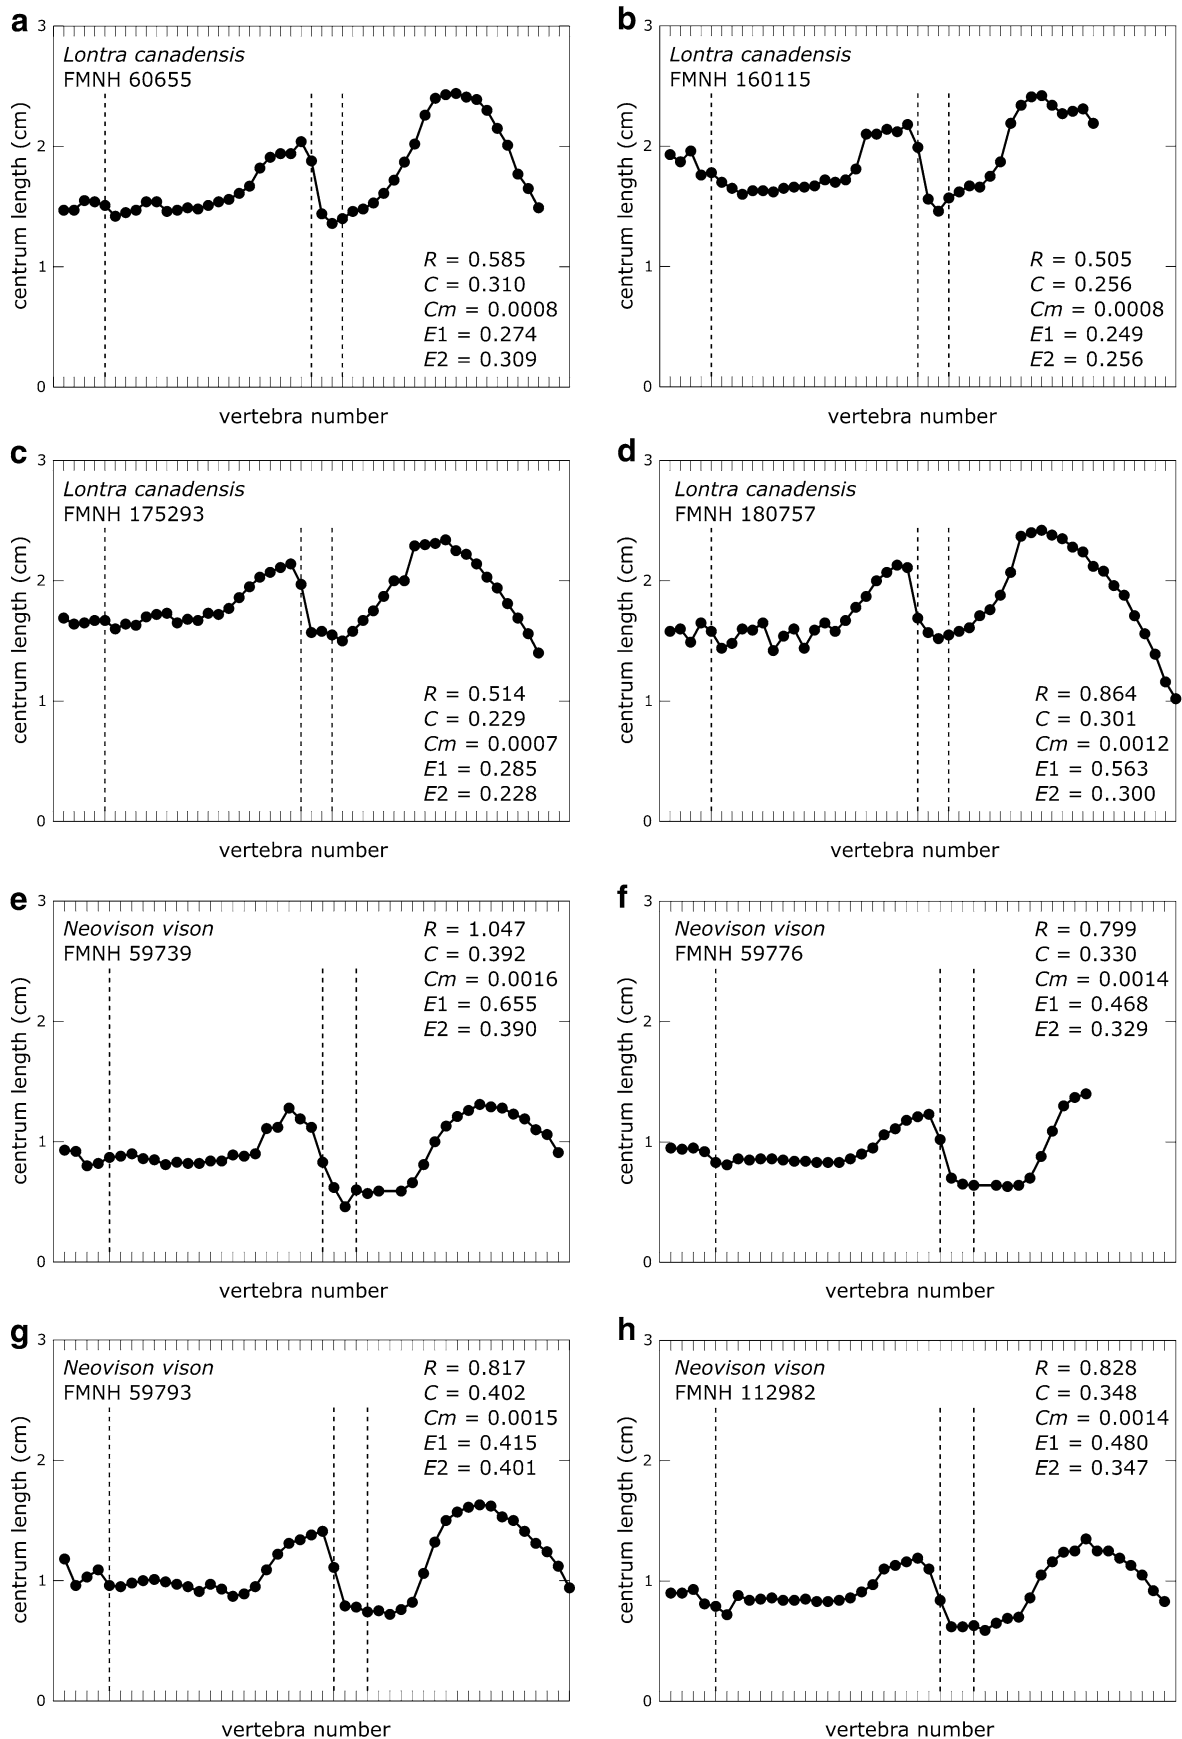 a
3
Lontra canadensis
FMNH 60655
2
centrum length (cm)
1
R = 0.585
C = 0.310
Cm = 0.0008
E1 = 0.274
E2 = 0.309
0
vertebra number
b
3
Lontra canadensis
FMNH 160115
2
centrum length (cm)
1
R = 0.505
C = 0.256
Cm = 0.0008
E1 = 0.249
E2 = 0.256
0
vertebra number
c
3
Lontra canadensis
FMNH 175293
2
centrum length (cm)
1
R = 0.514
C = 0.229
Cm = 0.0007
E1 = 0.285
E2 = 0.228
0
vertebra number
d
3
Lontra canadensis
FMNH 180757
2
centrum length (cm)
1
R = 0.864
C = 0.301
Cm = 0.0012
E1 = 0.563
E2 = 0..300
0
vertebra number
e
3
Neovison vison
FMNH 59739
R = 1.047
C = 0.392
Cm = 0.0016
E1 = 0.655
E2 = 0.390
2
centrum length (cm)
1
0
vertebra number
f
3
Neovison vison
FMNH 59776
R = 0.799
C = 0.330
Cm = 0.0014
E1 = 0.468
E2 = 0.329
2
centrum length (cm)
1
0
vertebra number
g
3
Neovison vison
FMNH 59793
R = 0.817
C = 0.402
Cm = 0.0015
E1 = 0.415
E2 = 0.401
2
centrum length (cm)
1
0
vertebra number
h
3
Neovison vison
FMNH 112982
R = 0.828
C = 0.348
Cm = 0.0014
E1 = 0.480
E2 = 0.347
2
centrum length (cm)
1
0
vertebra number